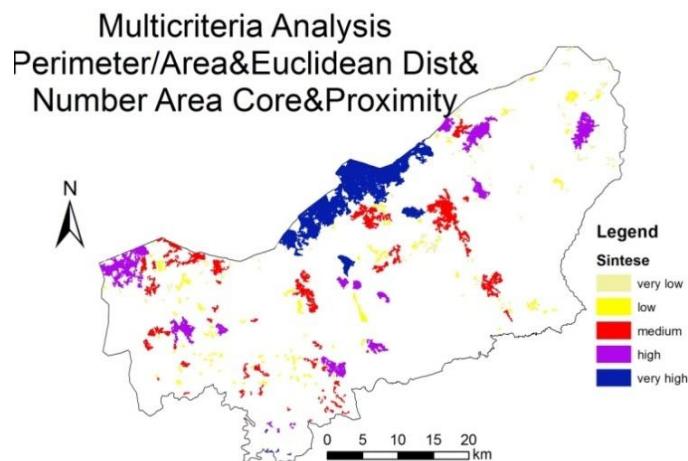 Multicriteria Analysis
Perimeter/Area&Euclidean Dist&
Number Area Core&Proximity
N
Legend
Sintese
very low
low
medium
high
very high
0 5 10 15 20
km